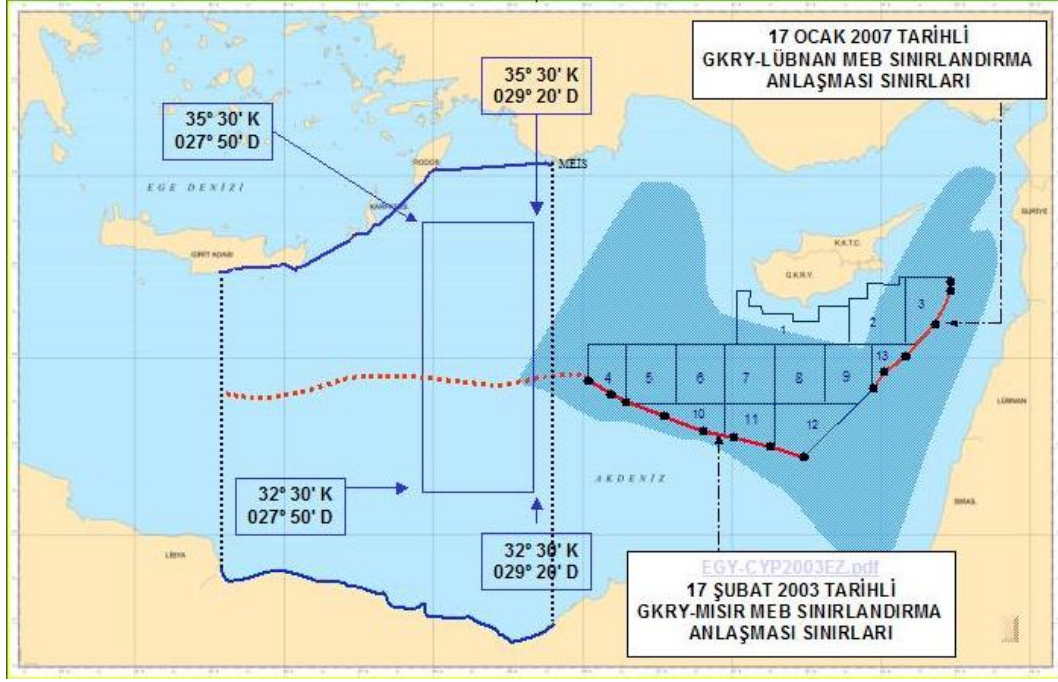 17 OCAK 2007 TARİHLİ
GKRY-LÜBNAN MEB SINIRLANDIRMA
ANLAŞMASI SINIRLARI
35° 30' K
029° 20' D
35° 30' K
027° 50' D
RODOS
MEİS
EGE DENİZİ
GİRİT ADASI
SURİYE
K.K.T.C.
G.K.R.Y.
1
2
3
13
4
5
6
7
8
9
10
11
12
LÜBNAN
AKDENİZ
İSRAİL
32° 30' K
027° 50' D
32° 30' K
029° 20' D
LİBYA
EGY-CYP2003EZ.pdf
17 ŞUBAT 2003 TARİHLİ
GKRY-MISIR MEB SINIRLANDIRMA
ANLAŞMASI SINIRLARI